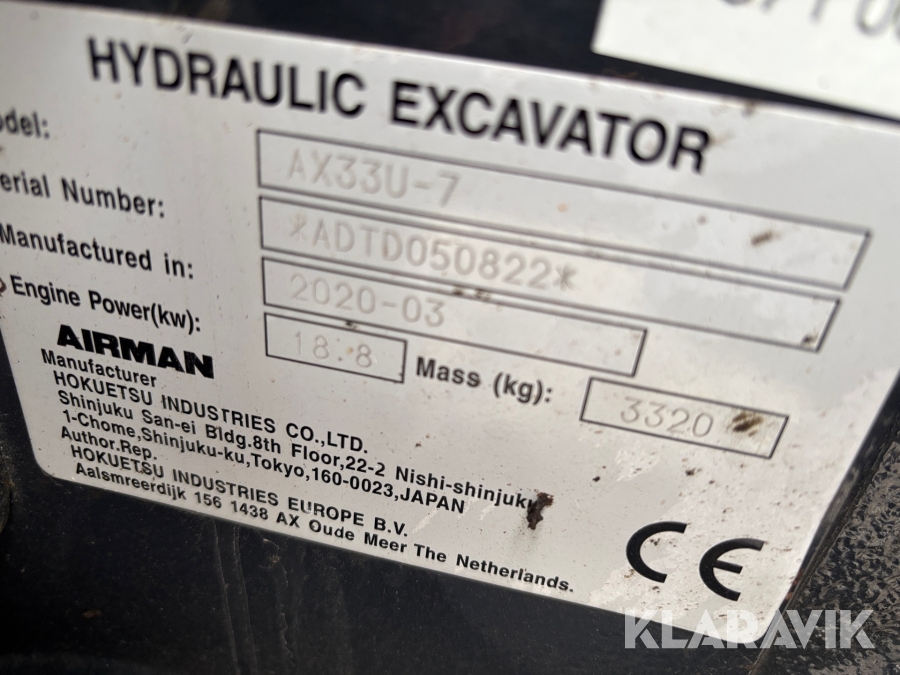 HYDRAULIC EXCAVATOR
odel: AX33U-7
erial Number: *ADTD050822*
Manufactured in: 2020-03
Engine Power(kw): 18.8 Mass (kg): 3320
AIRMAN
Manufacturer
HOKUETSU INDUSTRIES CO.,LTD.
Shinjuku San-ei Bldg.8th Floor,22-2 Nishi-shinjuku
1-Chome,Shinjuku-ku,Tokyo,160-0023,JAPAN
Author.Rep.
HOKUETSU INDUSTRIES EUROPE B.V.
Aalsmreerdijk 156 1438 AX Oude Meer The Netherlands.
CE
KLARAVIK